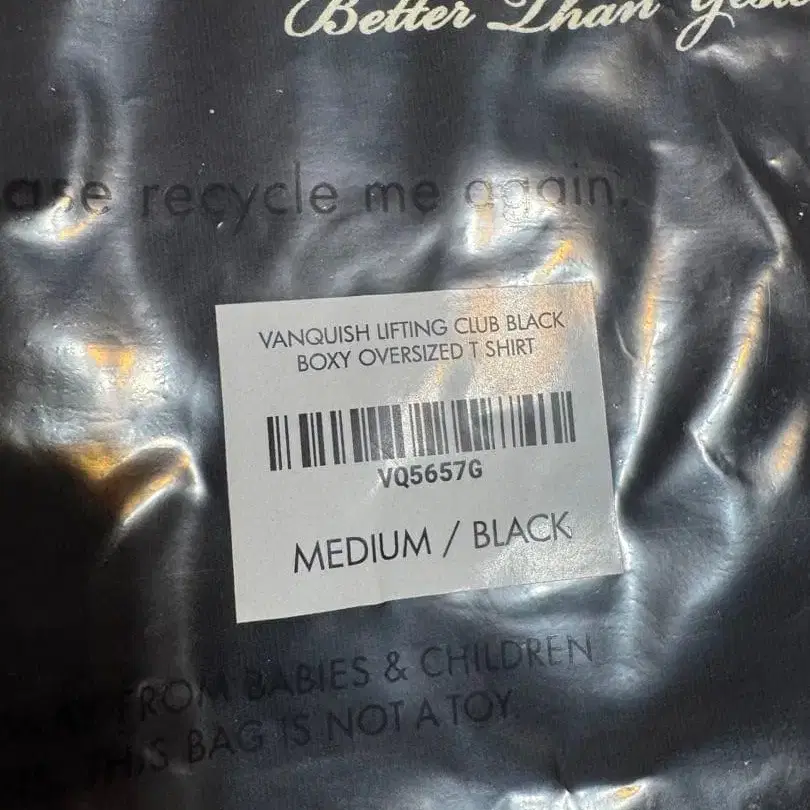 Better Than
recycle me again.
VANQUISH LIFTING CLUB BLACK
BOXY OVERSIZED T SHIRT
VQ5657G
MEDIUM / BLACK
FROM BABIES & CHILDREN
THIS BAG IS NOT A TOY.